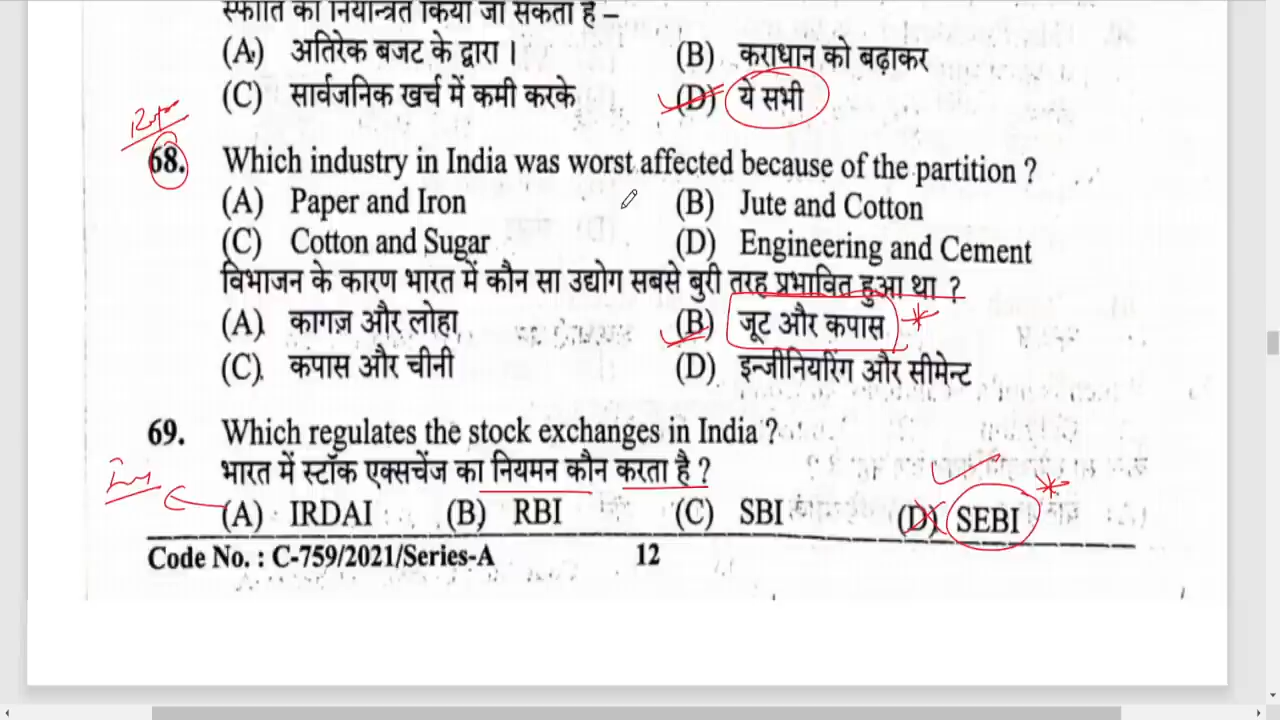 स्फीति को नियन्त्रित किया जा सकता है –
(A) अतिरेक बजट के द्वारा । (B) कराधान को बढ़ाकर
(C) सार्वजनिक खर्च में कमी करके (D) ये सभी
68. Which industry in India was worst affected because of the partition ?
(A) Paper and Iron (B) Jute and Cotton
(C) Cotton and Sugar (D) Engineering and Cement
विभाजन के कारण भारत में कौन सा उद्योग सबसे बुरी तरह प्रभावित हुआ था ?
(A) कागज़ और लोहा (B) जूट और कपास
(C) कपास और चीनी (D) इन्जीनियरिंग और सीमेन्ट
69. Which regulates the stock exchanges in India ?
भारत में स्टॉक एक्सचेंज का नियमन कौन करता है ?
(A) IRDAI (B) RBI (C) SBI (D) SEBI
Code No. : C-759/2021/Series-A 12